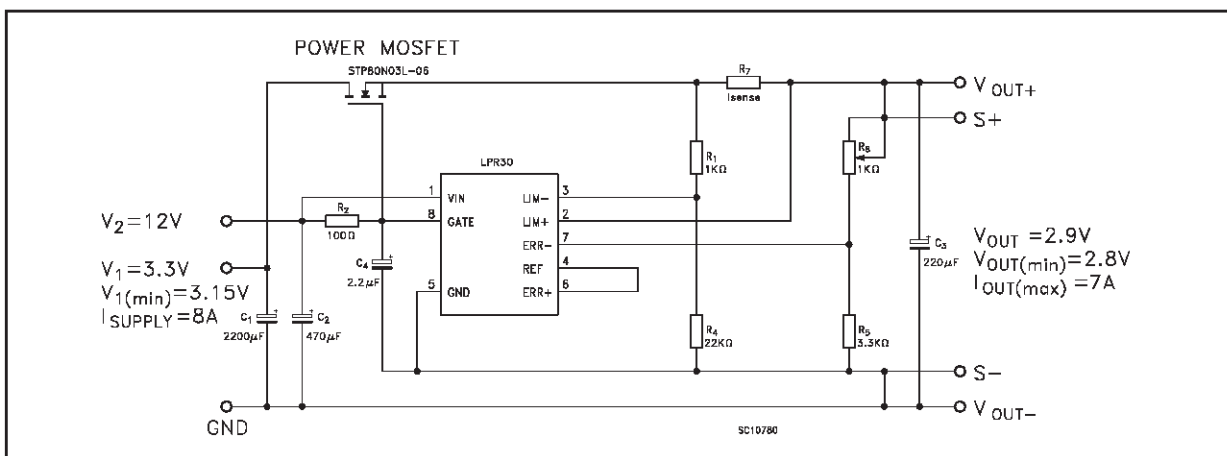 POWER MOSFET
STP80N03L-06
R7
Isense
VOUT+
S+
R1
1KΩ
R6
1KΩ
LPR30
1
VIN
LIM-
3
V2=12V
R2
100Ω
8
GATE
LIM+
2
ERR-
7
V1=3.3V
V1(min)=3.15V
ISUPPLY=8A
C4
2.2µF
REF
4
5
GND
ERR+
6
C3
220µF
VOUT =2.9V
VOUT(min)=2.8V
IOUT(max)=7A
C1
2200µF
C2
470µF
R4
22KΩ
R5
3.3KΩ
S-
GND
VOUT-
SC10780